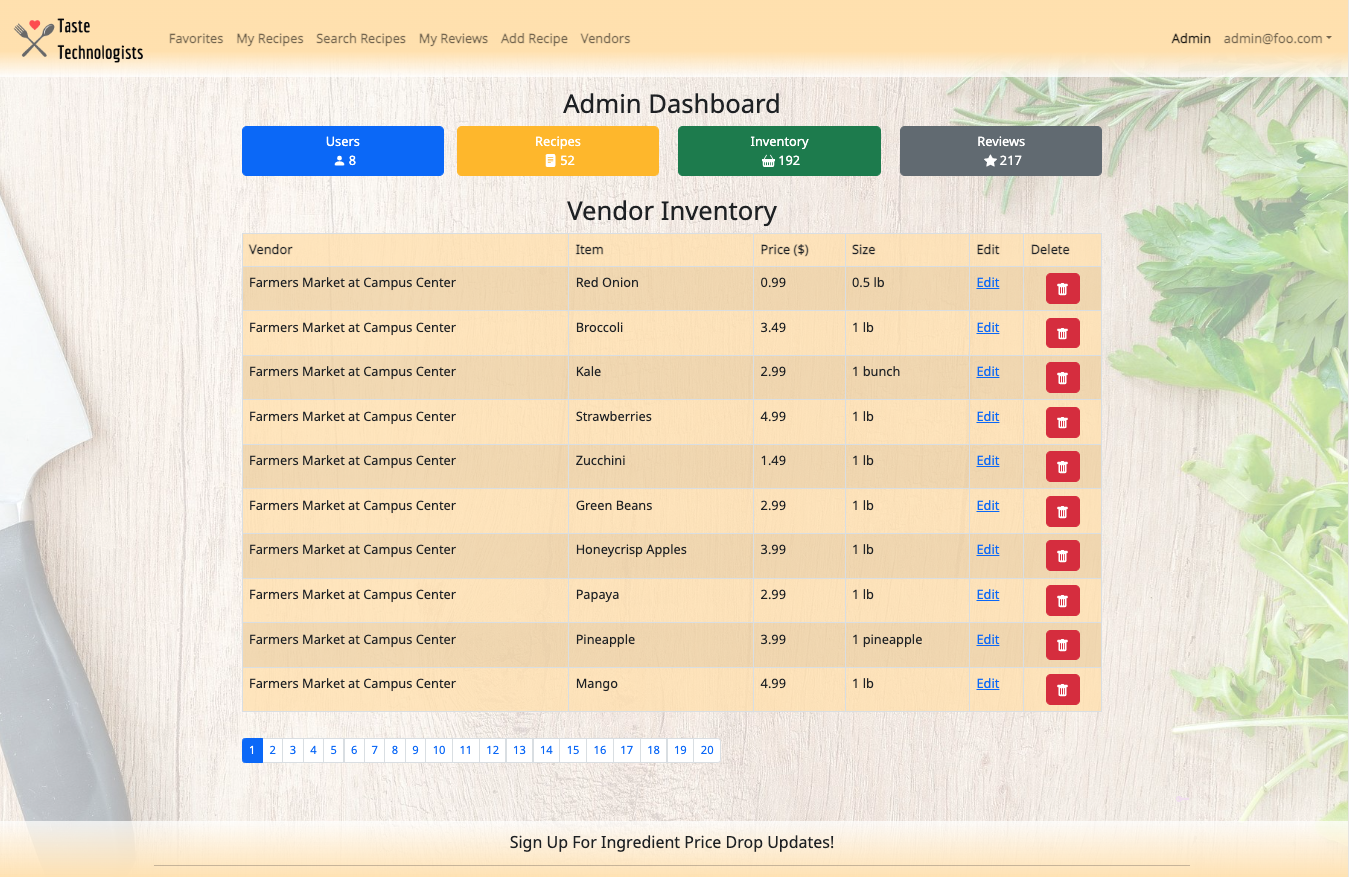 Taste
Technologists
Favorites My Recipes Search Recipes My Reviews Add Recipe Vendors Admin admin@foo.com
Admin Dashboard
Users Recipes Inventory Reviews
8 52 192 217
Vendor Inventory
Vendor Item Price ($) Size Edit Delete
Farmers Market at Campus Center Red Onion 0.99 0.5 lb Edit
Farmers Market at Campus Center Broccoli 3.49 1 lb Edit
Farmers Market at Campus Center Kale 2.99 1 bunch Edit
Farmers Market at Campus Center Strawberries 4.99 1 lb Edit
Farmers Market at Campus Center Zucchini 1.49 1 lb Edit
Farmers Market at Campus Center Green Beans 2.99 1 lb Edit
Farmers Market at Campus Center Honeycrisp Apples 3.99 1 lb Edit
Farmers Market at Campus Center Papaya 2.99 1 lb Edit
Farmers Market at Campus Center Pineapple 3.99 1 pineapple Edit
Farmers Market at Campus Center Mango 4.99 1 lb Edit
1 2 3 4 5 6 7 8 9 10 11 12 13 14 15 16 17 18 19 20
Sign Up For Ingredient Price Drop Updates!